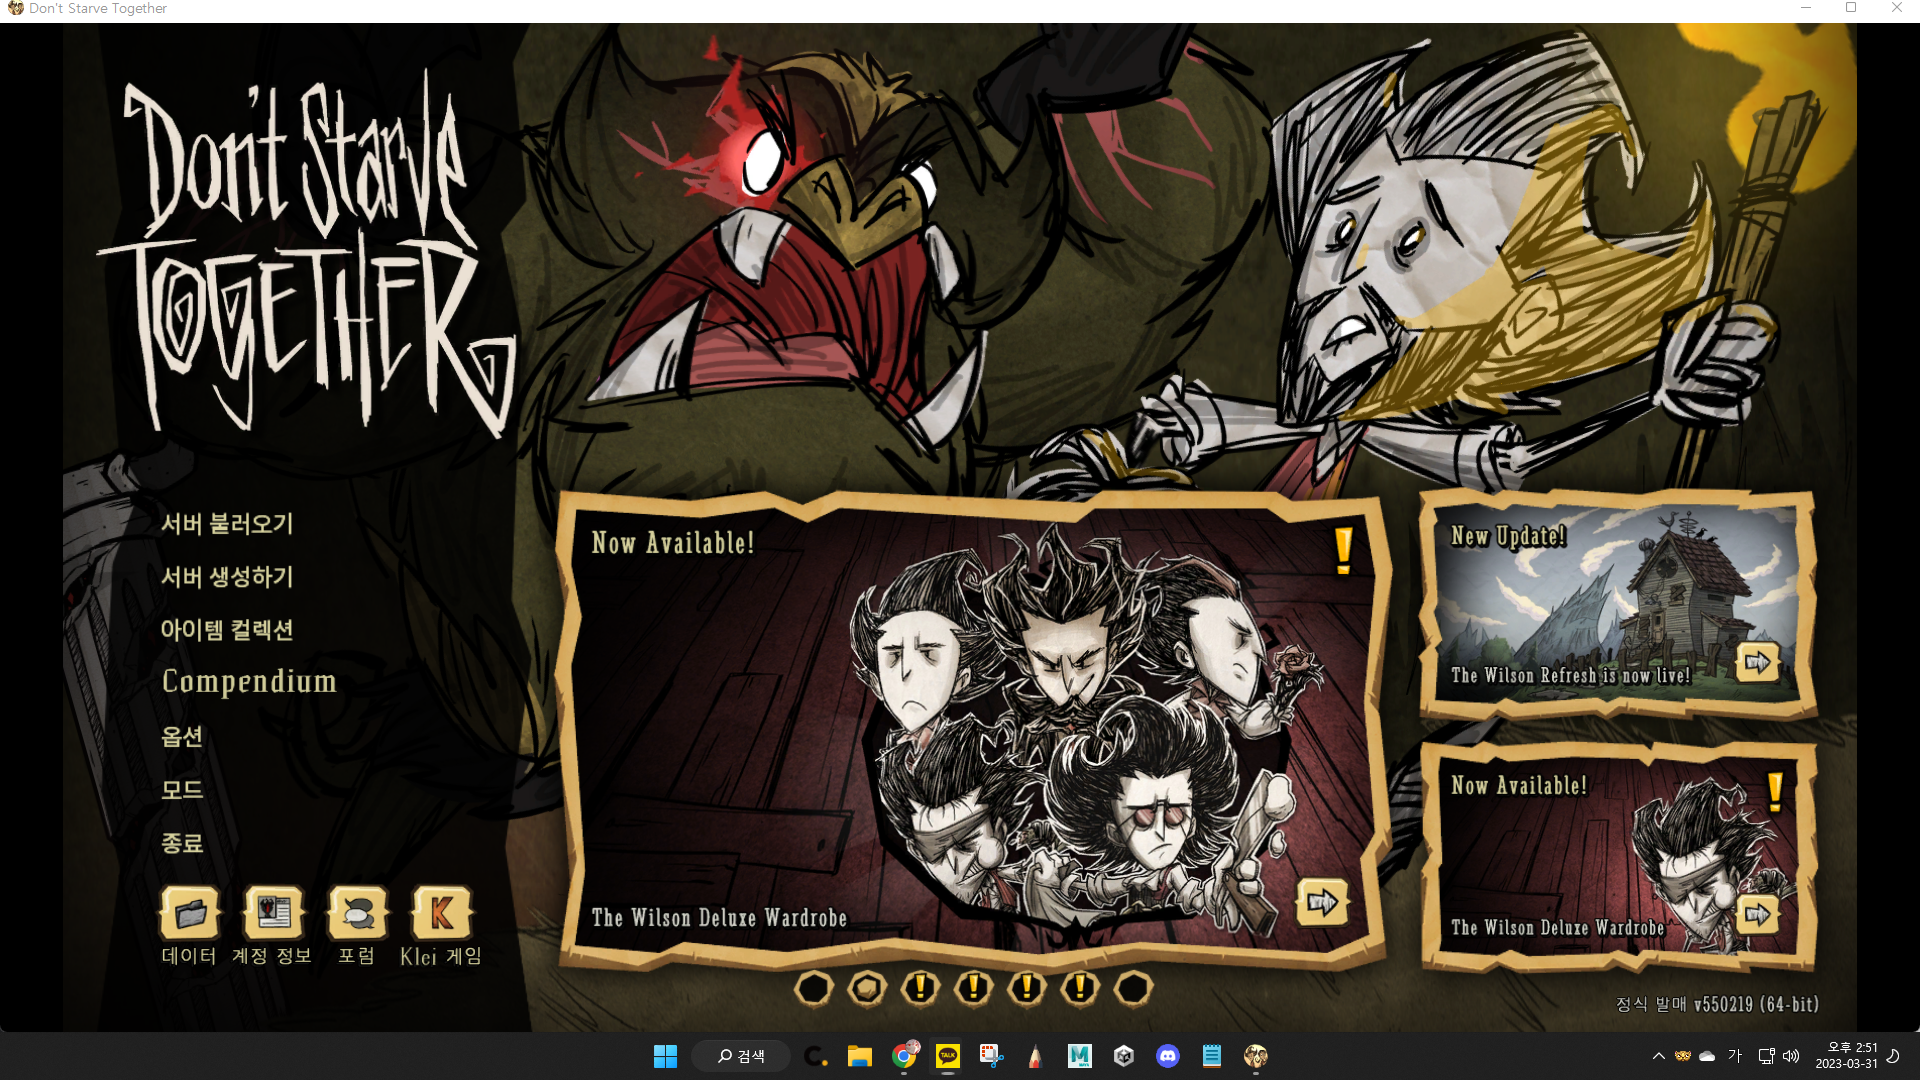 Don't Starve Together
Don't Starve
Together
서버 불러오기
서버 생성하기
아이템 컬렉션
Compendium
옵션
모드
종료
데이터
계정 정보
포럼
K
Klei 게임
Now Available!
The Wilson Deluxe Wardrobe
New Update!
The Wilson Refresh is now live!
Now Available!
The Wilson Deluxe Wardrobe
정식 발매 v550219 (64-bit)
검색
TALK
M
가
오후 2:51
2023-03-31